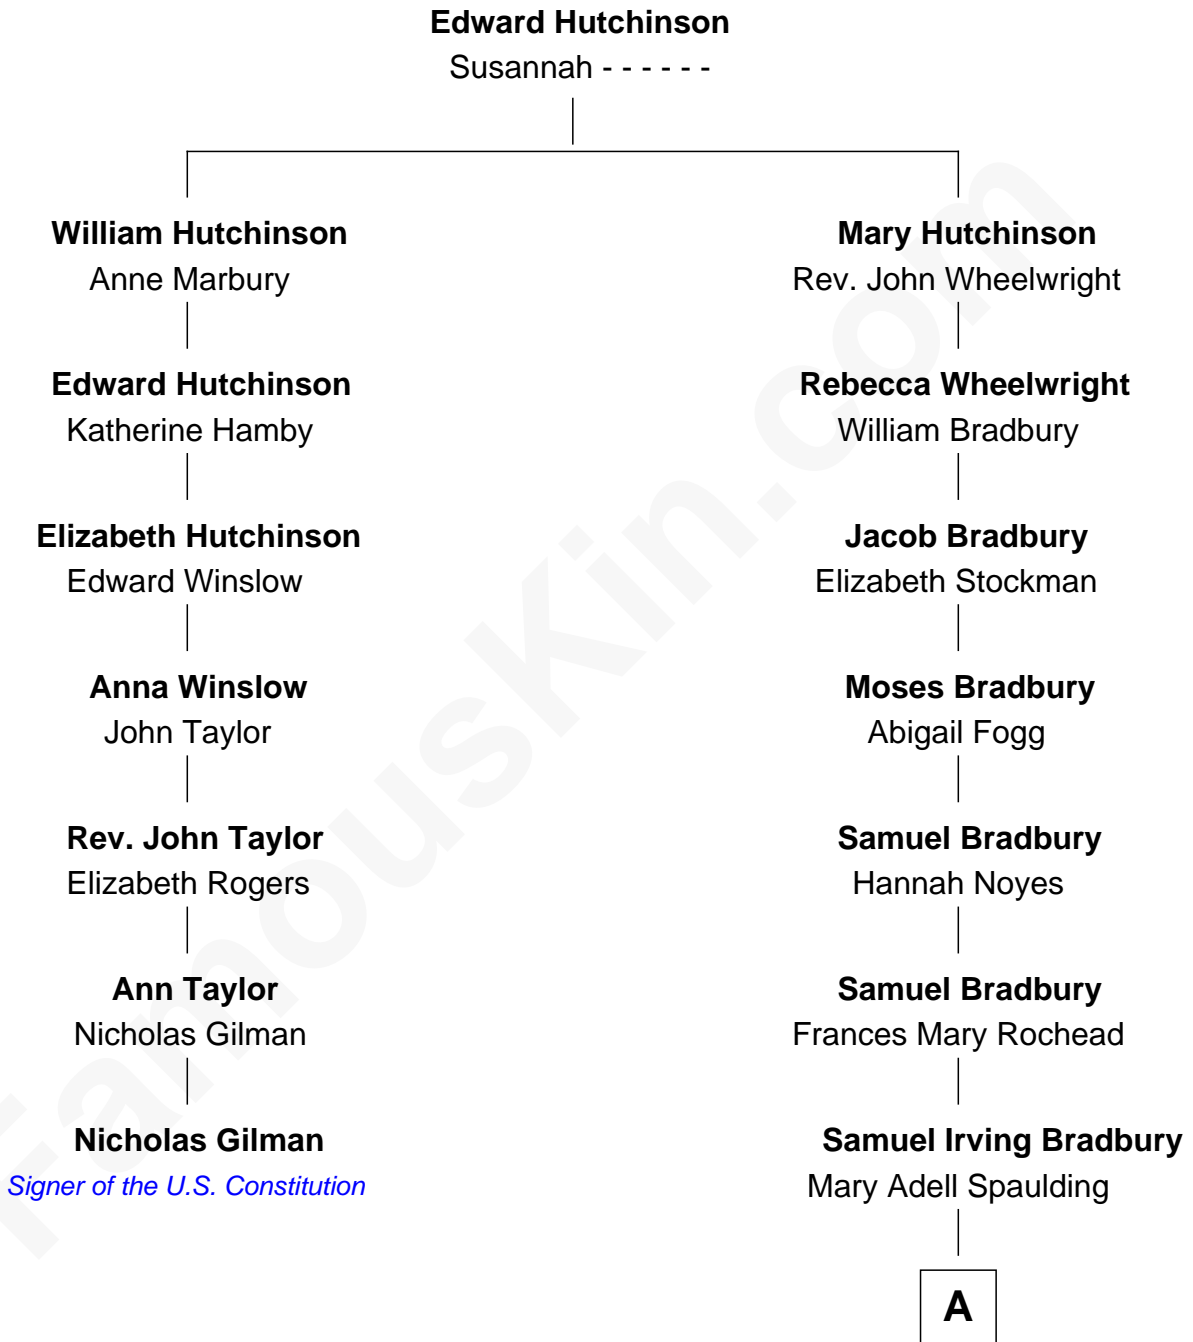 Edward Hutchinson
Susannah - - - - - -
William Hutchinson
Anne Marbury
Mary Hutchinson
Rev. John Wheelwright
Edward Hutchinson
Katherine Hamby
Rebecca Wheelwright
William Bradbury
Elizabeth Hutchinson
Edward Winslow
Jacob Bradbury
Elizabeth Stockman
Anna Winslow
John Taylor
Moses Bradbury
Abigail Fogg
Rev. John Taylor
Elizabeth Rogers
Samuel Bradbury
Hannah Noyes
Ann Taylor
Nicholas Gilman
Samuel Bradbury
Frances Mary Rochead
Nicholas Gilman
Signer of the U.S. Constitution
Samuel Irving Bradbury
Mary Adell Spaulding
A
FamousKin.com